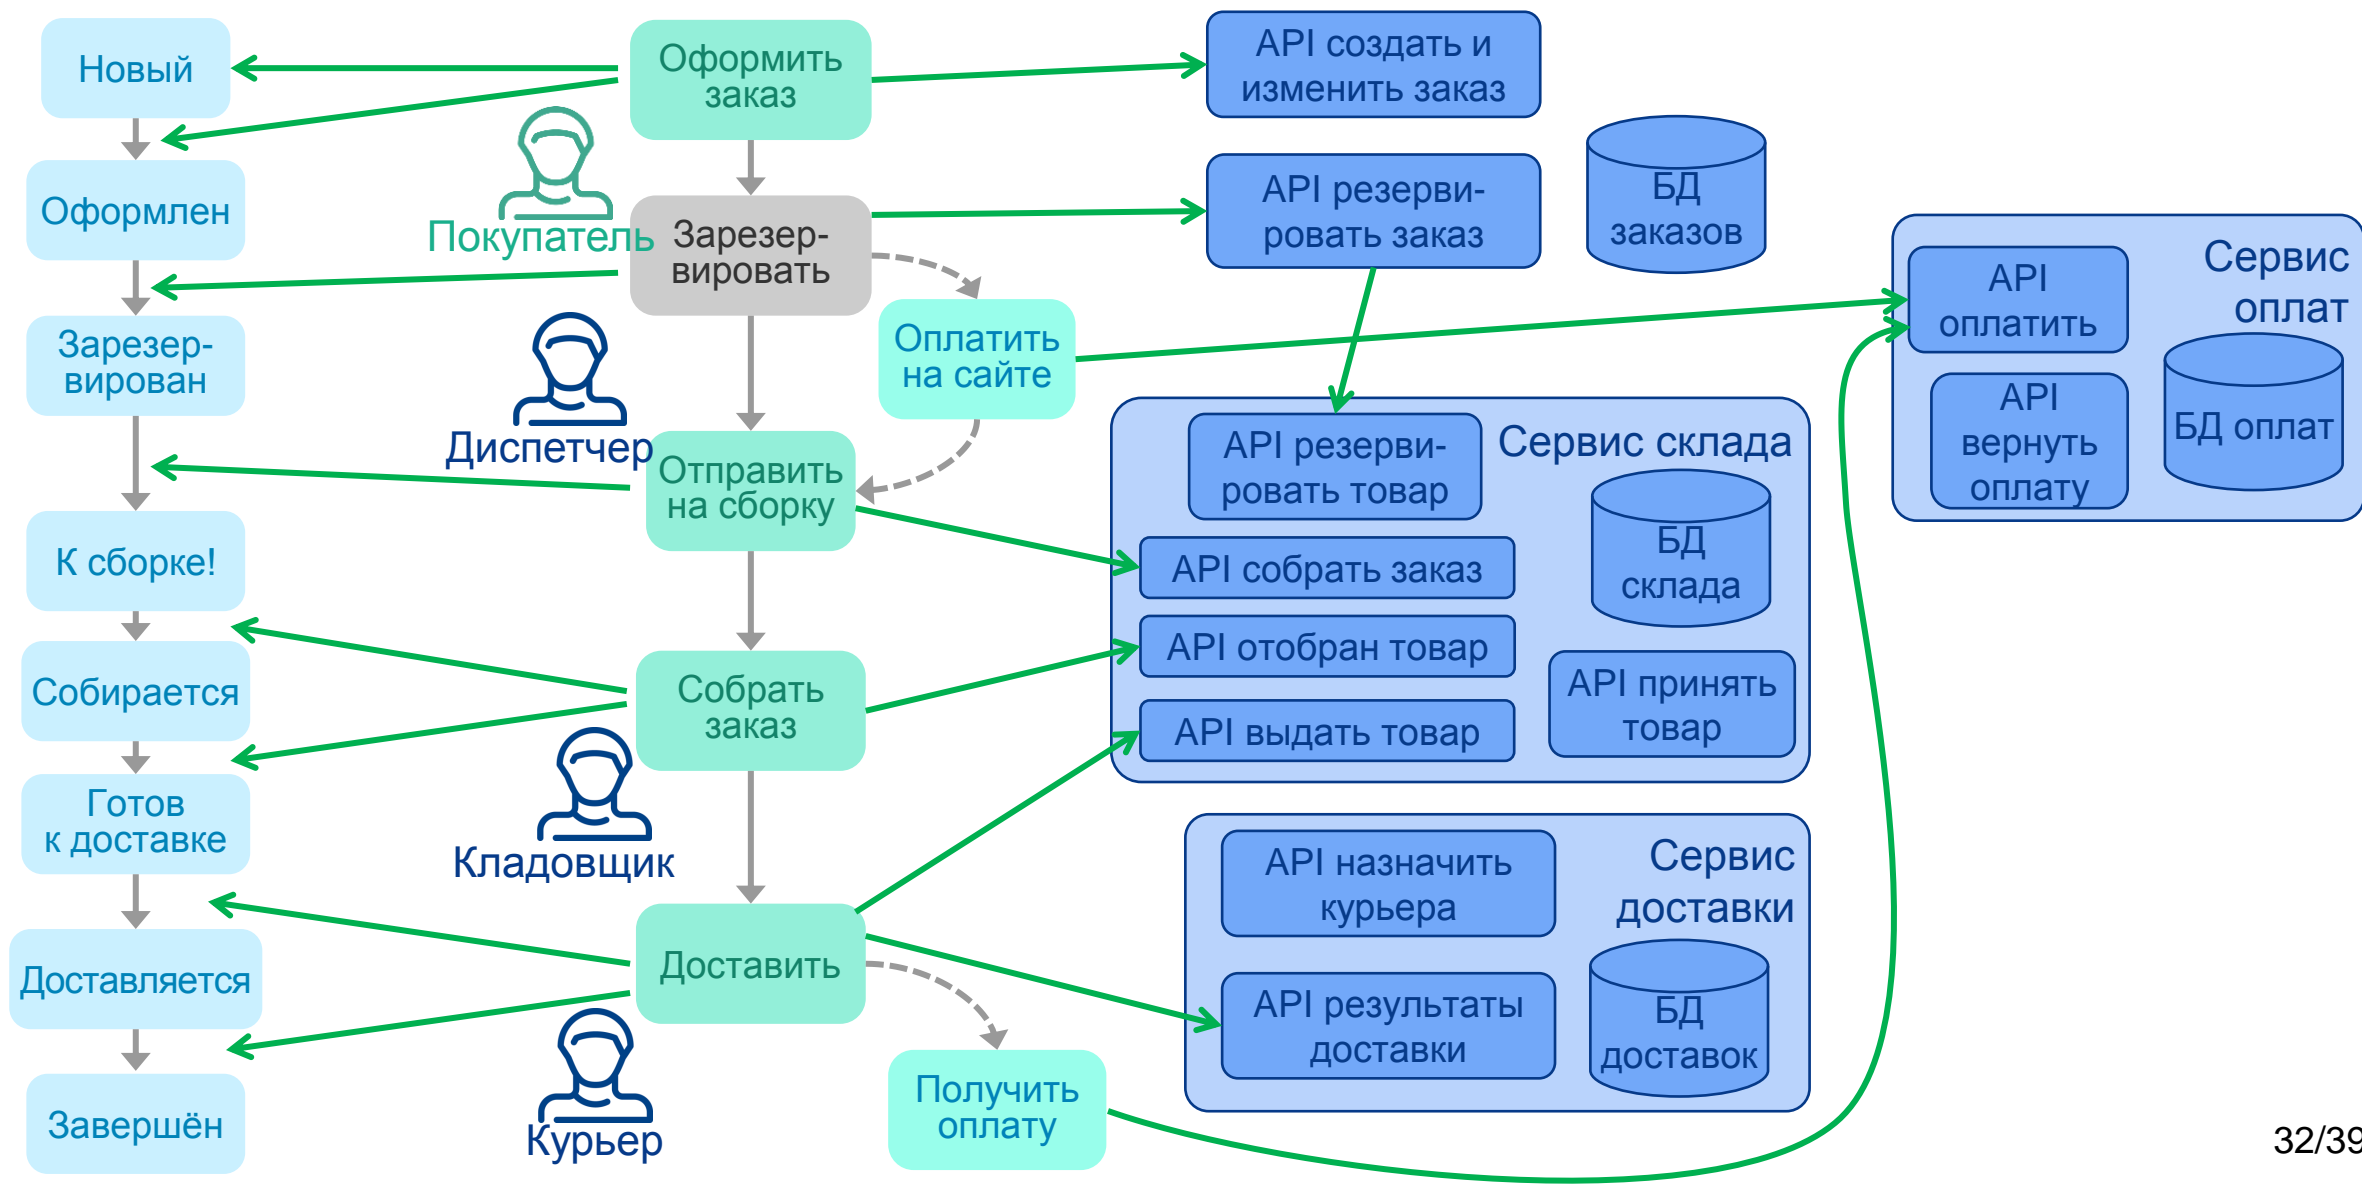 Новый
Оформлен
Зарезер-
вирован
К сборке!
Собирается
Готов
к доставке
Доставляется
Завершён
Покупатель
Диспетчер
Кладовщик
Курьер
Оформить
заказ
Зарезер-
вировать
Оплатить
на сайте
Отправить
на сборку
Собрать
заказ
Доставить
Получить
оплату
API создать и
изменить заказ
API резерви-
ровать заказ
БД
заказов
Сервис склада
API резерви-
ровать товар
API собрать заказ
API отобран товар
API выдать товар
БД
склада
API принять
товар
Сервис
доставки
API назначить
курьера
API результаты
доставки
БД
доставок
Сервис
оплат
API
оплатить
API
вернуть
оплату
БД оплат
32/39